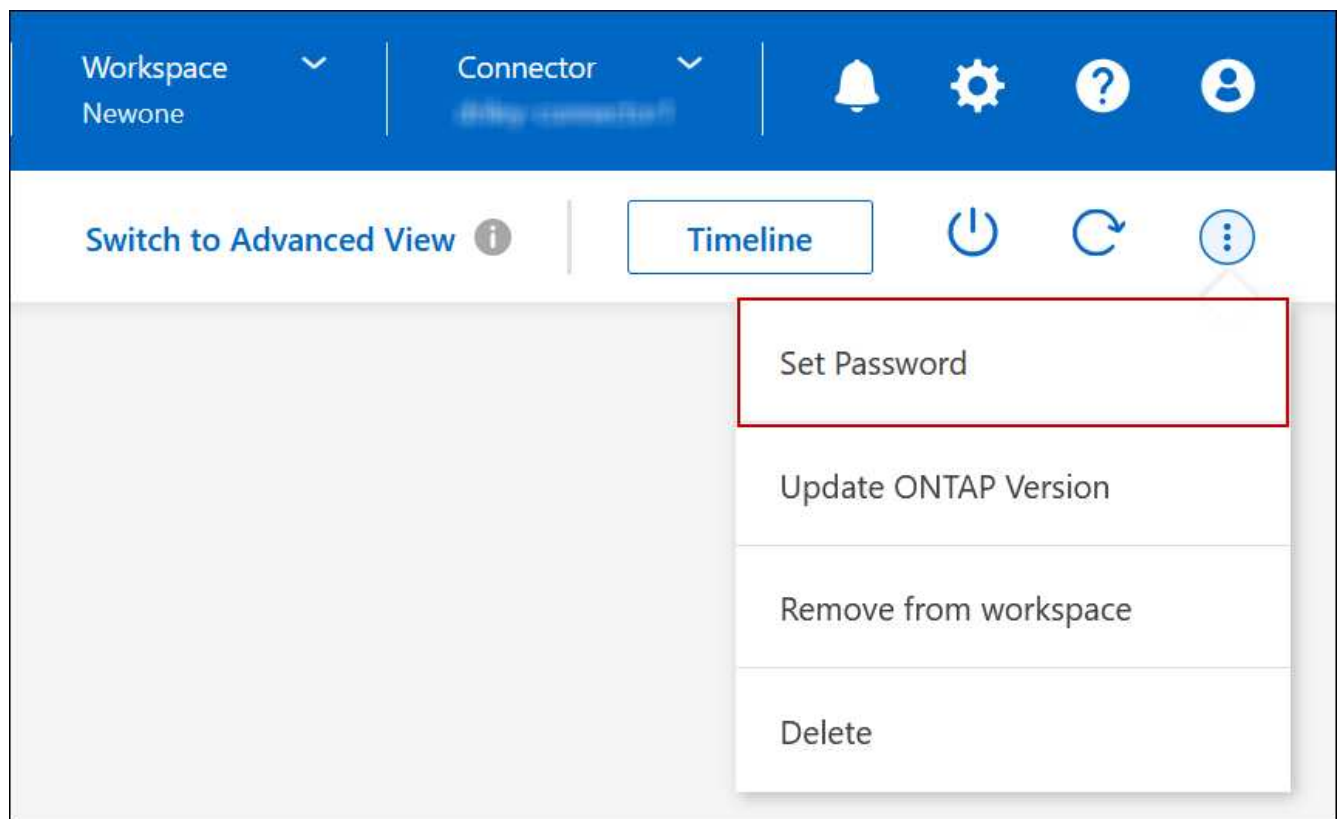 Workspace
Connector
Newone
Switch to Advanced View
Timeline
Set Password
Update ONTAP Version
Remove from workspace
Delete